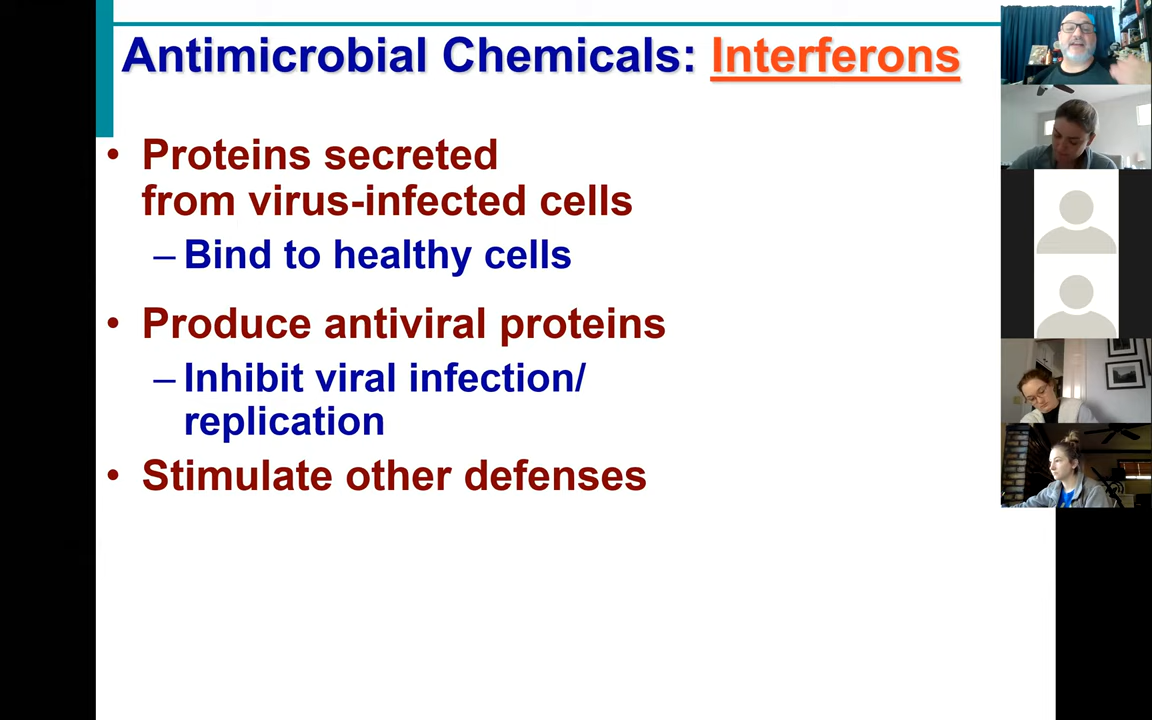 Antimicrobial Chemicals: Interferons
• Proteins secreted
from virus-infected cells
– Bind to healthy cells
• Produce antiviral proteins
– Inhibit viral infection/
replication
• Stimulate other defenses